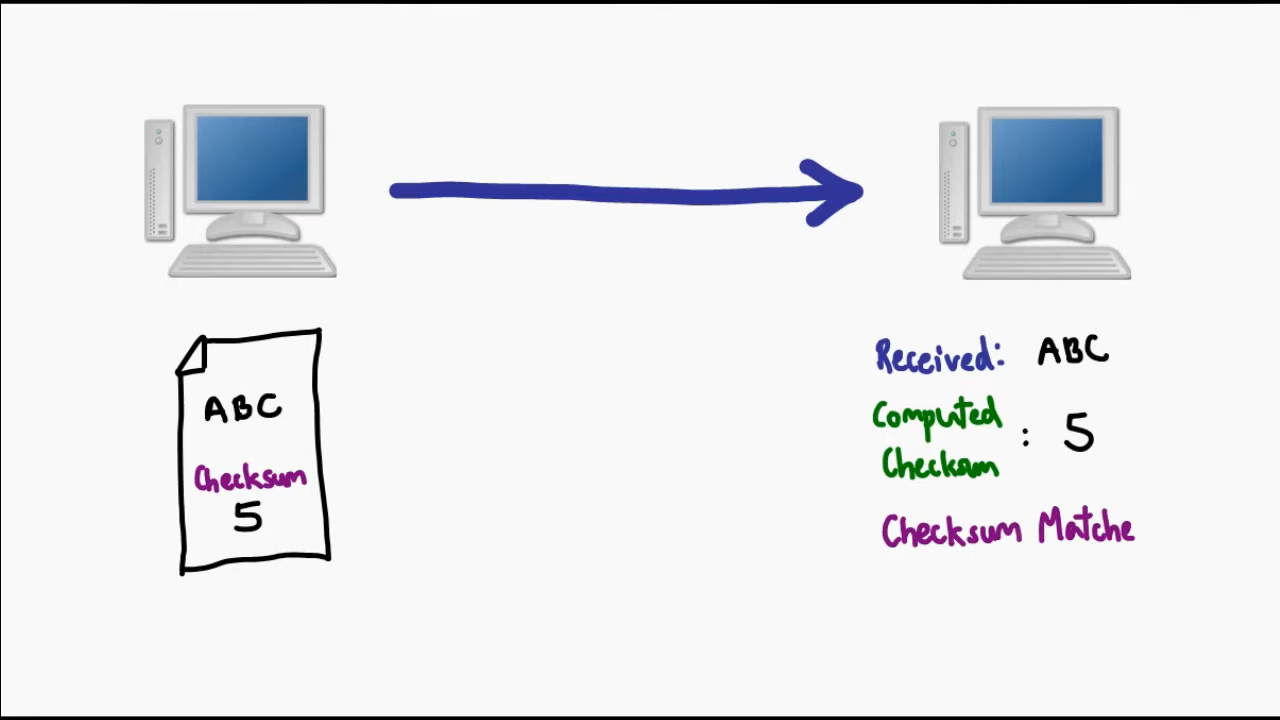 ABC
Checksum
5
Received: ABC
Computed
Checksum : 5
Checksum Matche